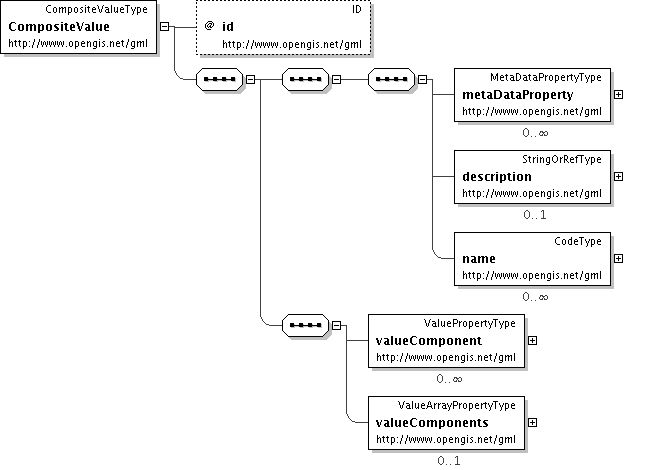 CompositeValueType
CompositeValue
http://www.opengis.net/gml
ID
@ id
http://www.opengis.net/gml
MetaDataPropertyType
metaDataProperty
http://www.opengis.net/gml
0..∞
StringOrRefType
description
http://www.opengis.net/gml
0..1
CodeType
name
http://www.opengis.net/gml
0..∞
ValuePropertyType
valueComponent
http://www.opengis.net/gml
0..∞
ValueArrayPropertyType
valueComponents
http://www.opengis.net/gml
0..1